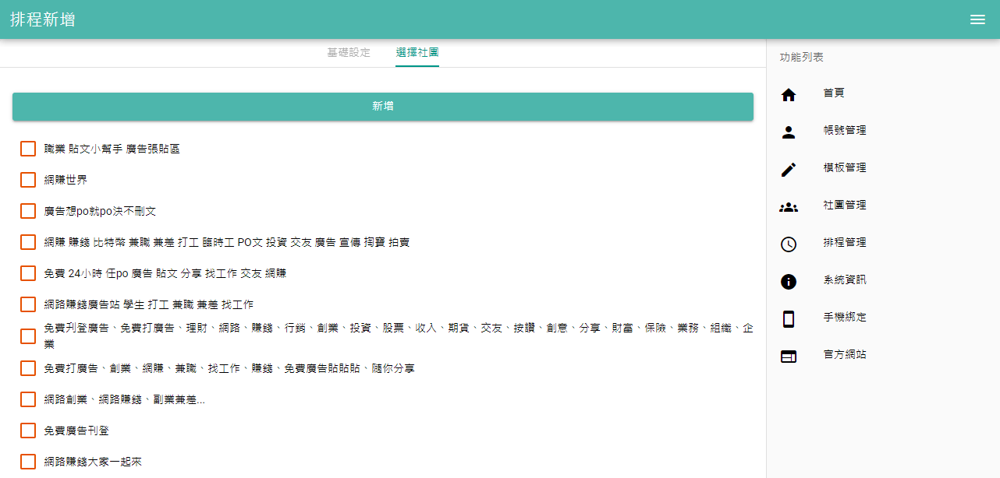 排程新增
基礎設定
選擇社團
新增
職業 貼文小幫手 廣告張貼區
網賺世界
廣告想po就po決不刪文
網賺 賺錢 比特幣 兼職 兼差 打工 臨時工 PO文 投資 交友 廣告 宣傳 掏寶 拍賣
免費 24小時 任po 廣告 貼文 分享 找工作 交友 網賺
網路賺錢廣告站 學生 打工 兼職 兼差 找工作
免費刋登廣告、免費打廣告、理財、網路、賺錢、行銷、創業、投資、股票、收入、期貨、交友、按讚、創意、分享、財富、保險、業務、組織、企
業
免費打廣告、創業、網賺、兼職、找工作、賺錢、免費廣告貼貼貼、隨你分享
網路創業、網路賺錢、副業兼差...
免費廣告刊登
網路賺錢大家一起來
功能列表
首頁
帳號管理
模板管理
社團管理
排程管理
系統資訊
手機綁定
官方網站